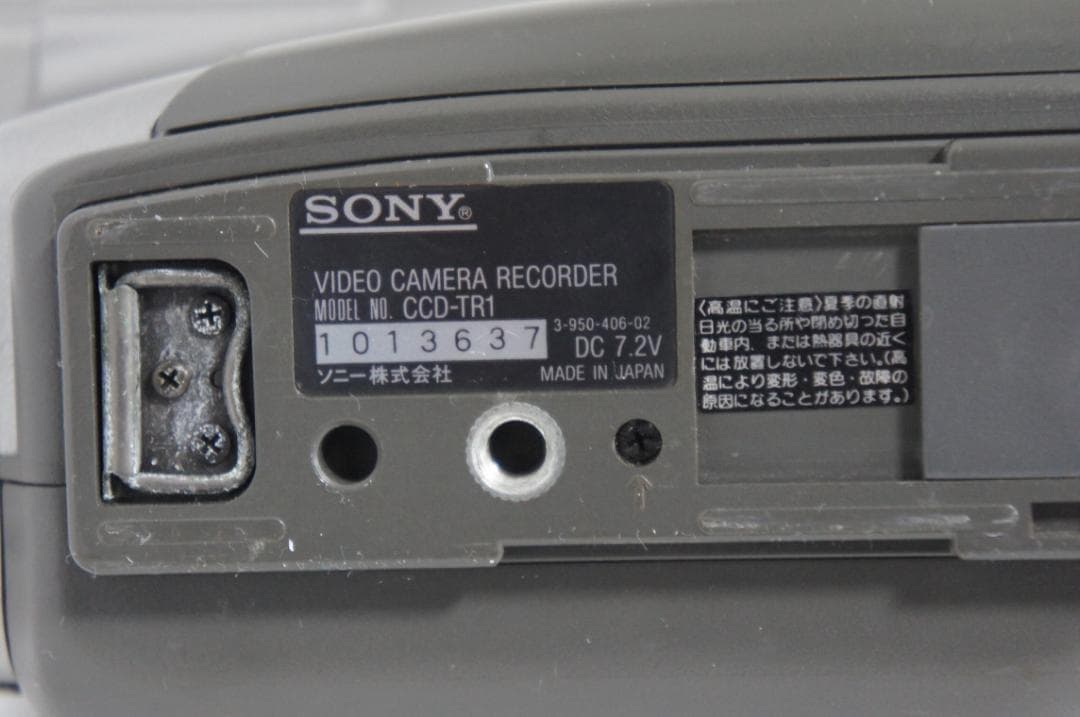 SONY®
VIDEO CAMERA RECORDER
MODEL NO. CCD-TR1
3-950-406-02
1013637
DC 7.2V
ソニー株式会社
MADE IN JAPAN
〈高温にご注意〉夏季の直射
日光の当る所や閉め切った自
動車内、または熱器具の近く
には放置しないで下さい。(高
温により変形・変色・故障の
原因になることがあります。)